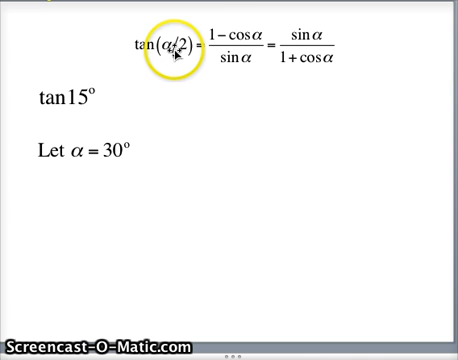 tan(α/2) = (1 − cosα)/(sinα) = (sinα)/(1 + cosα)
tan15°
Let α = 30°
Screencast-O-Matic.com